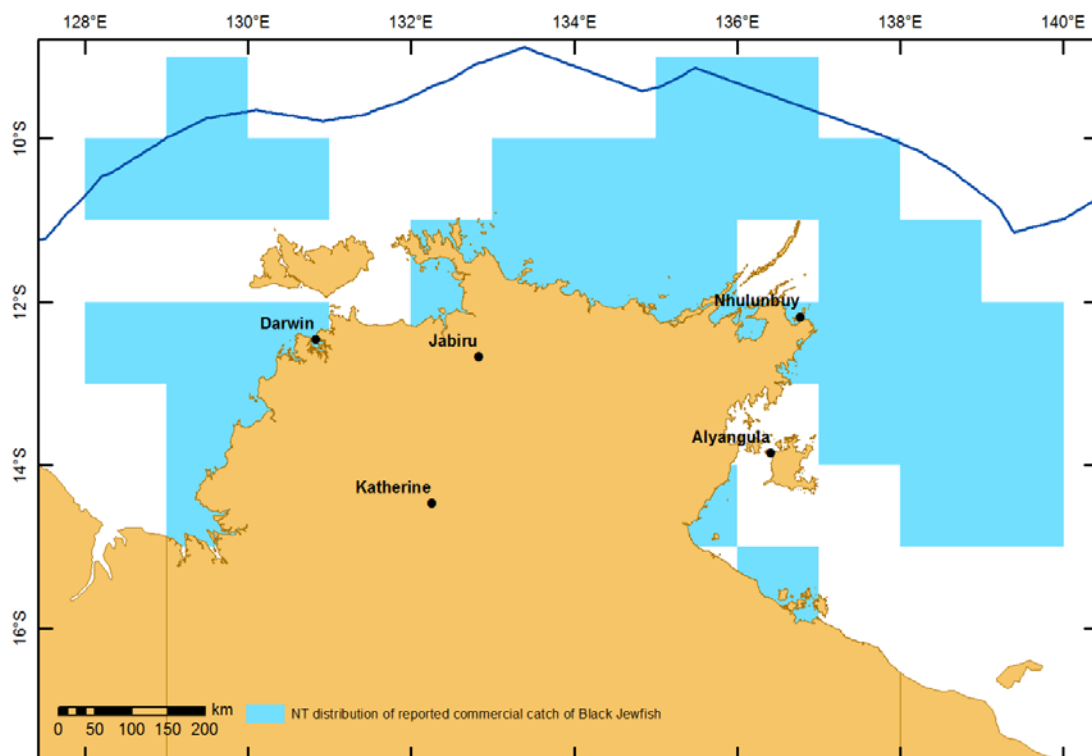 128°E 130°E 132°E 134°E 136°E 138°E 140°E
10°S
12°S
Nhulunbuy
Darwin
Jabiru
14°S
Alyangula
Katherine
16°S
km
0 50 100 150 200
NT distribution of reported commercial catch of Black Jewfish